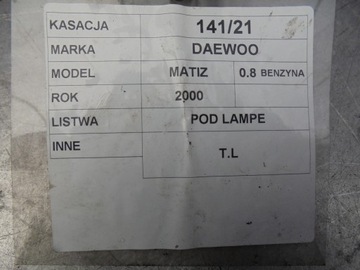 KASACJA 141/21
MARKA DAEWOO
MODEL MATIZ 0.8 BENZYNA
ROK 2000
LISTWA POD LAMPE
INNE T.L